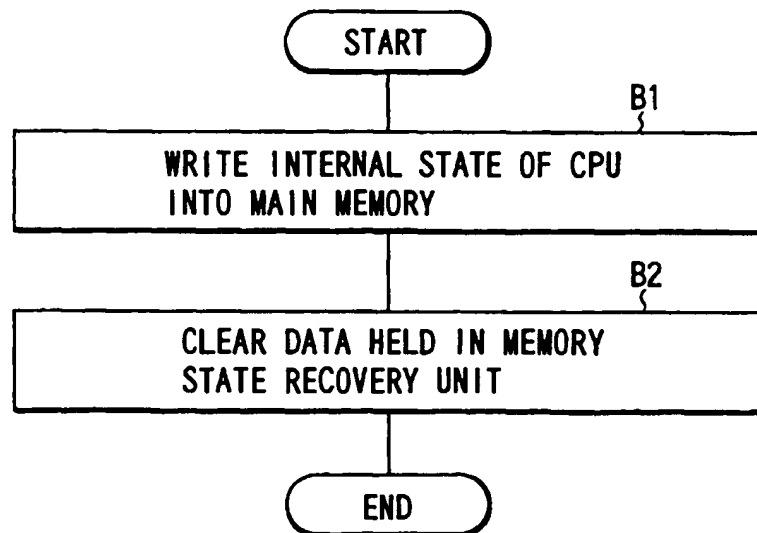 START
B1
WRITE INTERNAL STATE OF CPU
INTO MAIN MEMORY
B2
CLEAR DATA HELD IN MEMORY
STATE RECOVERY UNIT
END